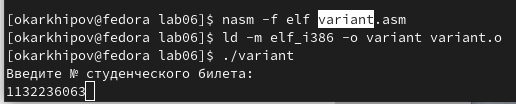 [okarkhipov@fedora lab06]$ nasm -f elf variant.asm
[okarkhipov@fedora lab06]$ ld -m elf_i386 -o variant variant.o
[okarkhipov@fedora lab06]$ ./variant
Введите № студенческого билета:
1132236063